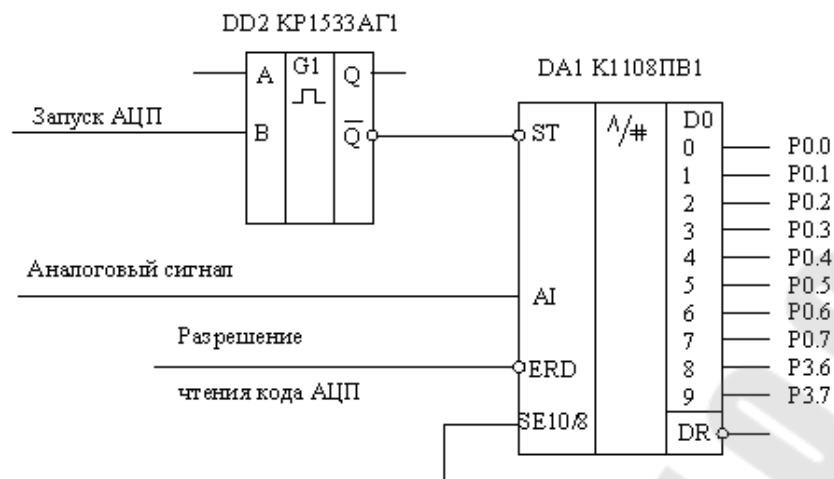 DD2 КР1533АГ1
A G1 Q
Запуск АЦП
B Q
DA1 К1108ПВ1
ST Λ/# D0
0 P0.0
1 P0.1
2 P0.2
3 P0.3
4 P0.4
5 P0.5
6 P0.6
7 P0.7
8 P3.6
9 P3.7
Аналоговый сигнал
AI
Разрешение
ERD
чтения кода АЦП
SE10/8
DR